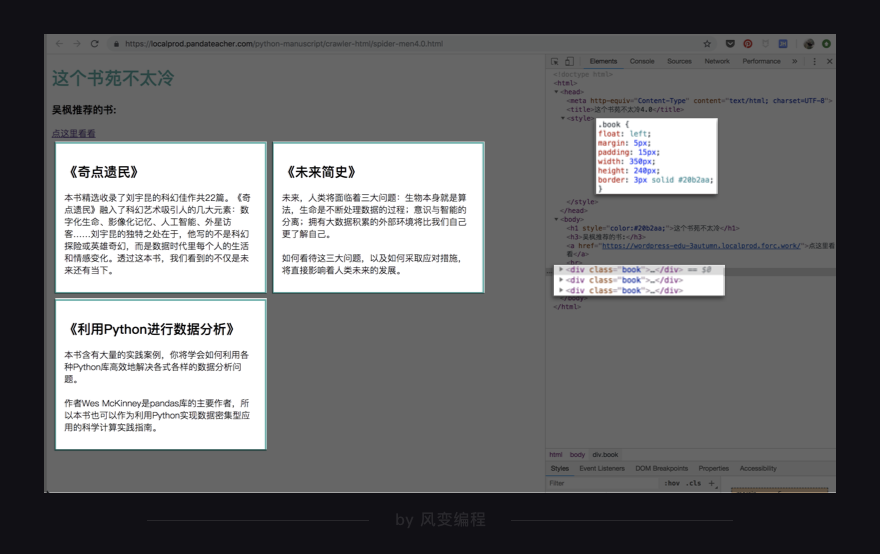 https://localprod.pandateacher.com/python-manuscript/crawler-html/spider-men4.0.html
这个书苑不太冷
吴枫推荐的书:
点这里看看
《奇点遗民》
本书精选收录了刘宇昆的科幻佳作共22篇。《奇
点遗民》融入了科幻艺术吸引人的几大元素：数
字化生命、影像化记忆、人工智能、外星访
客……刘宇昆的独特之处在于，他写的不是科幻
探险或英雄奇幻，而是数据时代里每个人的生活
和情感变化。透过这本书，我们看到的不仅是未
来还有当下。
《未来简史》
未来，人类将面临着三大问题：生物本身就是算
法，生命是不断处理数据的过程；意识与智能的
分离；拥有大数据积累的外部环境将比我们自己
更了解自己。
如何看待这三大问题，以及如何采取应对措施，
将直接影响着人类未来的发展。
《利用Python进行数据分析》
本书含有大量的实践案例，你将学会如何利用各
种Python库高效地解决各式各样的数据分析问
题。
作者Wes McKinney是pandas库的主要作者，所
以本书也可以作为利用Python实现数据密集型应
用的科学计算实践指南。
Elements Console Sources Network Performance »
<!doctype html>
<html>
<head>
<meta http-equiv="Content-Type" content="text/html; charset=UTF-8">
<title>这个书苑不太冷4.0</title>
<style>
.book {
float: left;
margin: 5px;
padding: 15px;
width: 350px;
height: 240px;
border: 3px solid #20b2aa;
}
</style>
</head>
<body>
<h1 style="color:#20b2aa;">这个书苑不太冷</h1>
<h3>吴枫推荐的书:</h3>
<a href="https://wordpress-edu-3autumn.localprod.forc.work/">点这里看
看</a>
<br>
<div class="book">…</div> == $0
<div class="book">…</div>
<div class="book">…</div>
</body>
</html>
html body div.book
Styles Event Listeners DOM Breakpoints Properties Accessibility
Filter :hov .cls +
by 风变编程